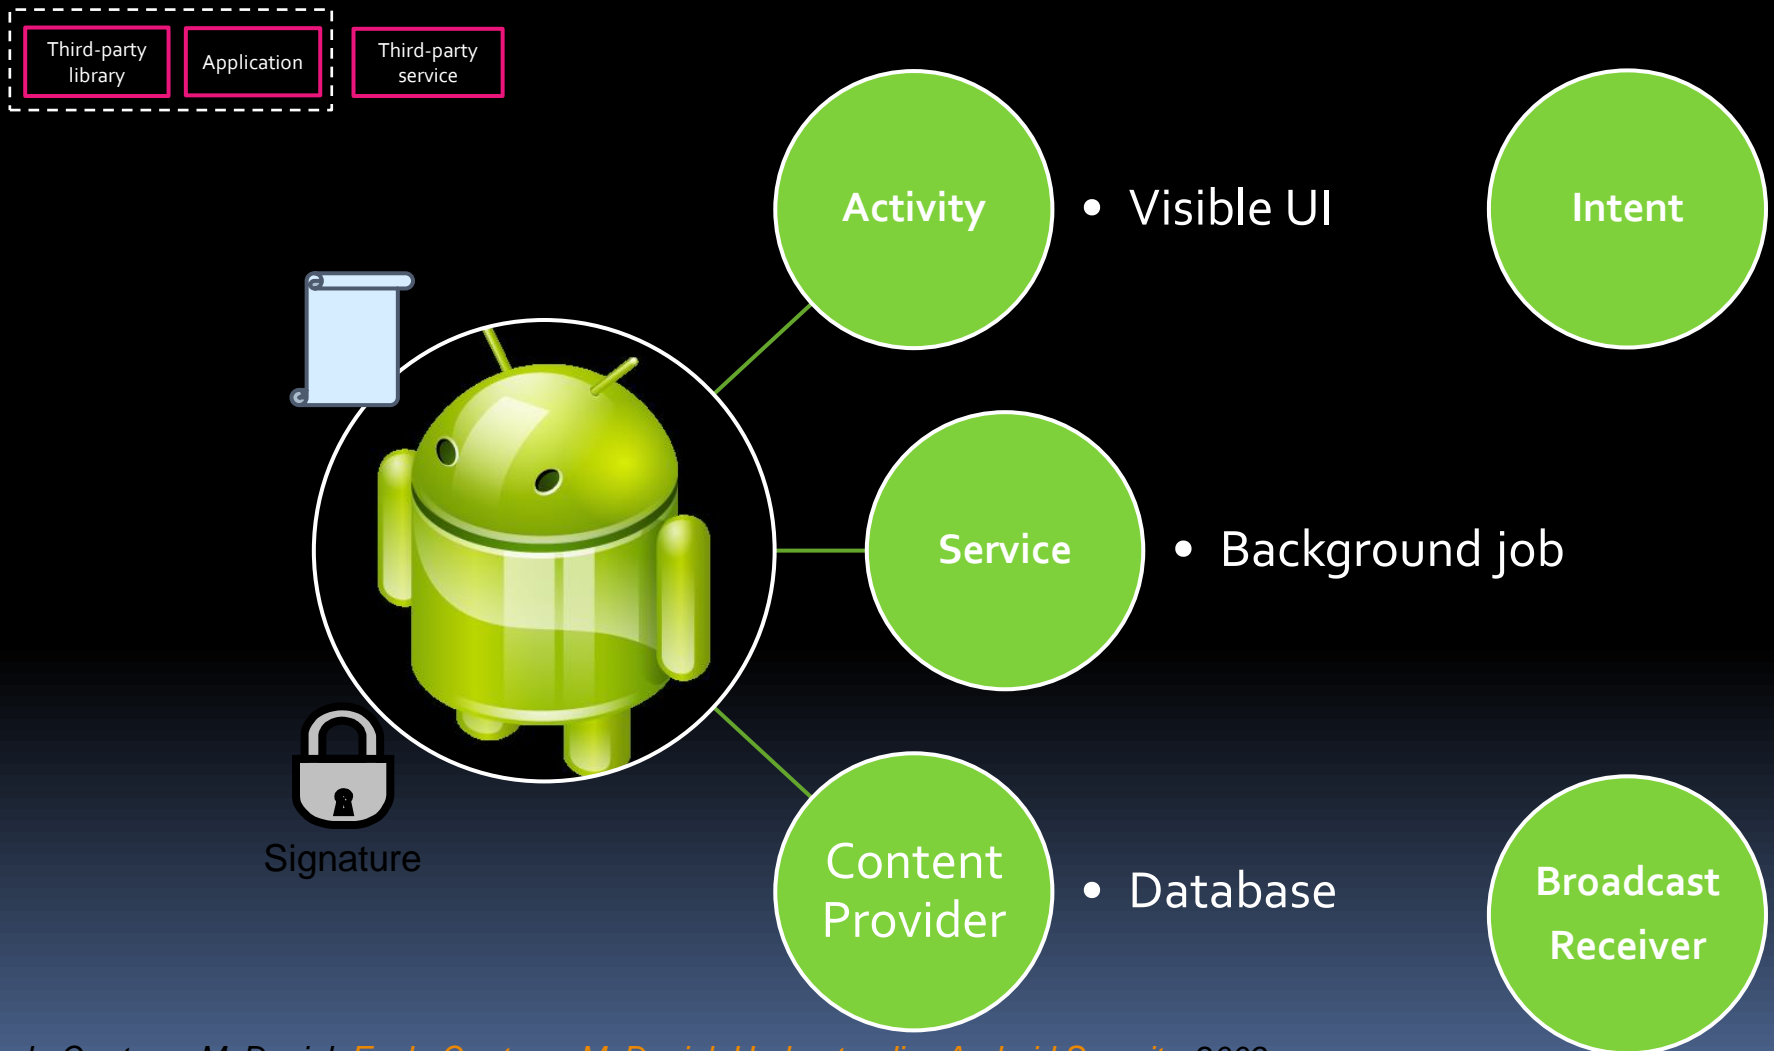 Third-party
library
Application
Third-party
service
Activity
• Visible UI
Intent
Service
• Background job
Signature
Content
Provider
• Database
Broadcast
Receiver